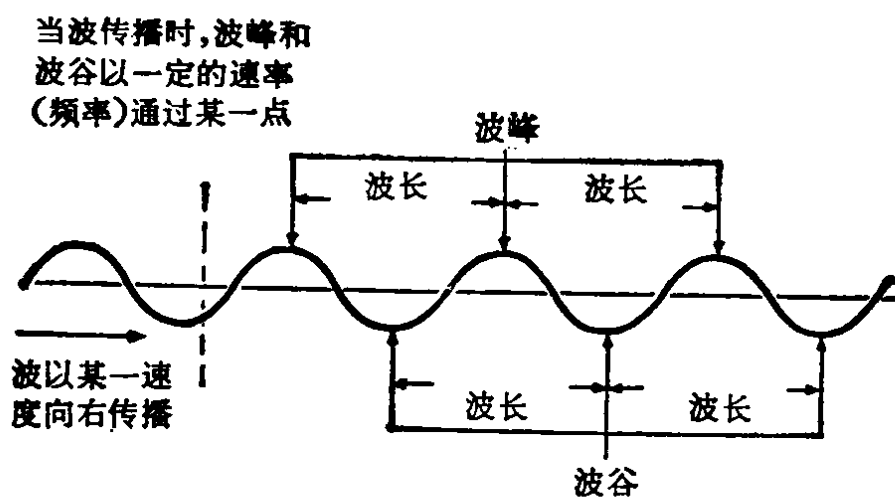 当波传播时,波峰和
波谷以一定的速率
(频率)通过某一点
波峰
波长
波长
波以某一速
度向右传播
波长
波长
波谷